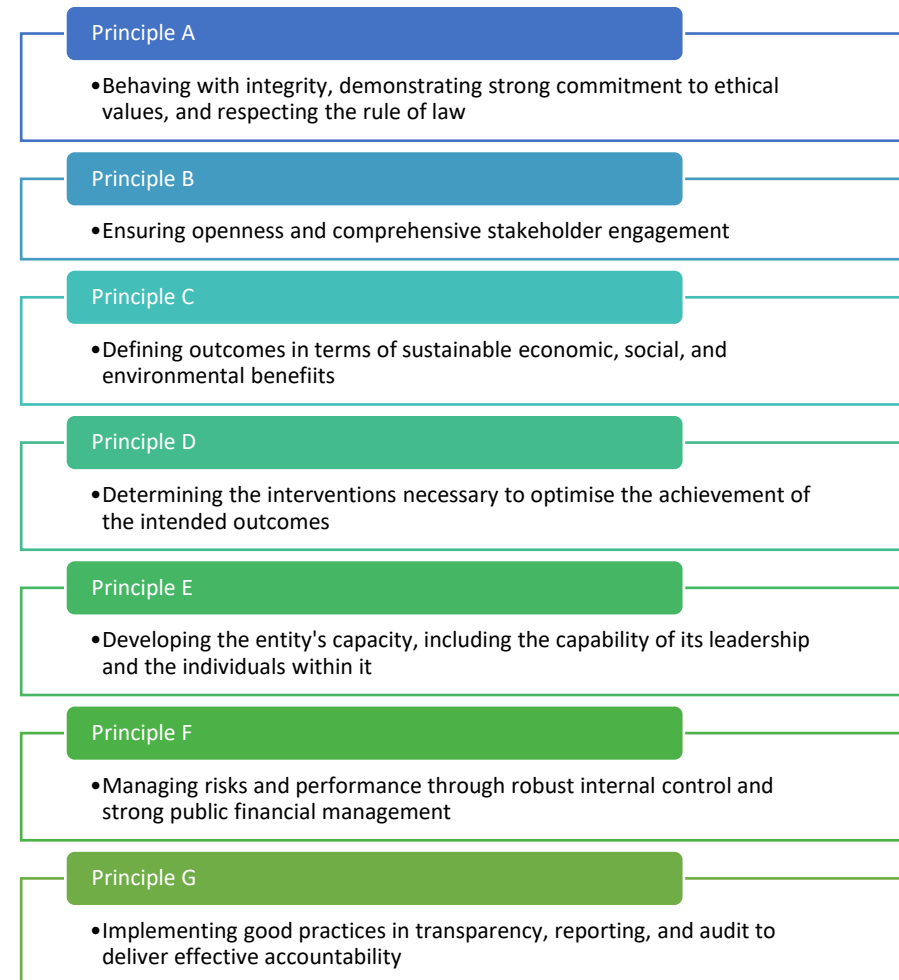 Principle A
•Behaving with integrity, demonstrating strong commitment to ethical
values, and respecting the rule of law
Principle B
•Ensuring openness and comprehensive stakeholder engagement
Principle C
•Defining outcomes in terms of sustainable economic, social, and
environmental benefiits
Principle D
•Determining the interventions necessary to optimise the achievement of
the intended outcomes
Principle E
•Developing the entity's capacity, including the capability of its leadership
and the individuals within it
Principle F
•Managing risks and performance through robust internal control and
strong public financial management
Principle G
•Implementing good practices in transparency, reporting, and audit to
deliver effective accountability